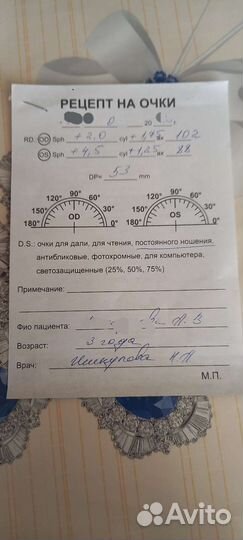 РЕЦЕПТ НА ОЧКИ
0 20
RD. OD Sph +2,0 cyl +1,75 ax 102
OS Sph +4,5 cyl +1,25 ax 88
DP= 53 mm
90° 90°
120° 60° 120° 60°
150° 30° 150° 30°
180° 0° 180° 0°
OD OS
D.S.: очки для дали, для чтения, постоянного ношения,
антибликовые, фотохромные, для компьютера,
светозащищенные (25%, 50%, 75%)
Примечание:
Фио пациента: А.В
Возраст: 3 года
Врач:
М.П.
Avito